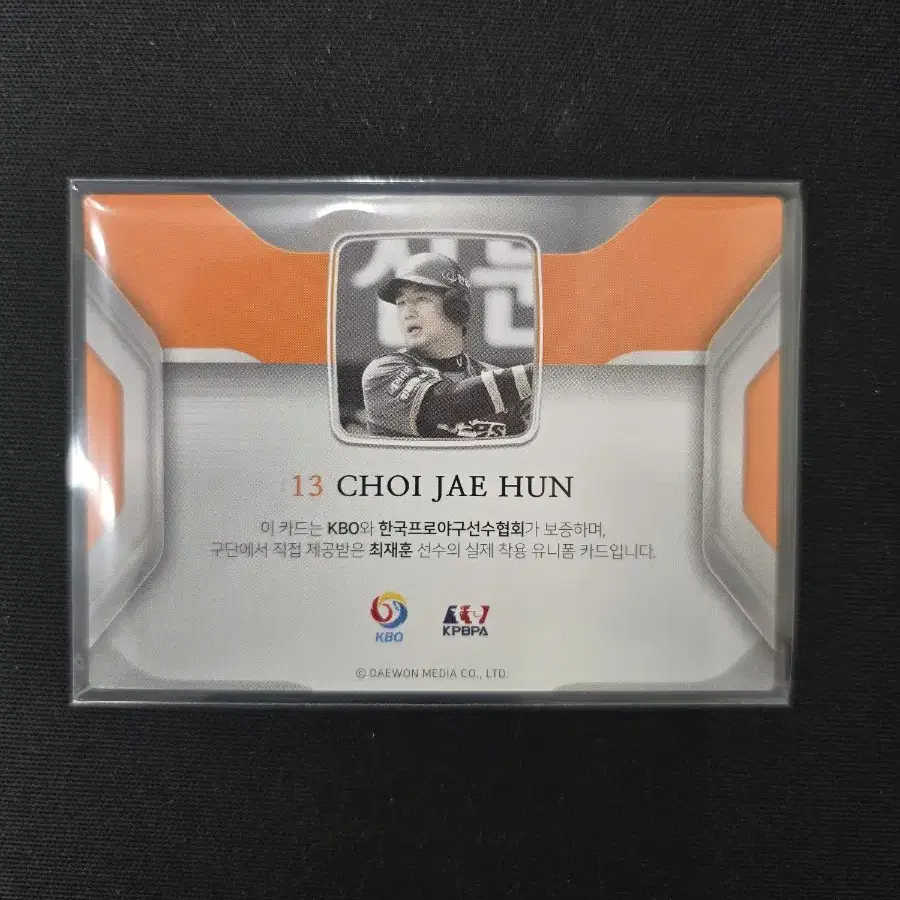 13 CHOI JAE HUN
이 카드는 KBO와 한국프로야구선수협회가 보증하며,
구단에서 직접 제공받은 최재훈 선수의 실제 착용 유니폼 카드입니다.
KBO
KPBPA
© DAEWON MEDIA CO., LTD.